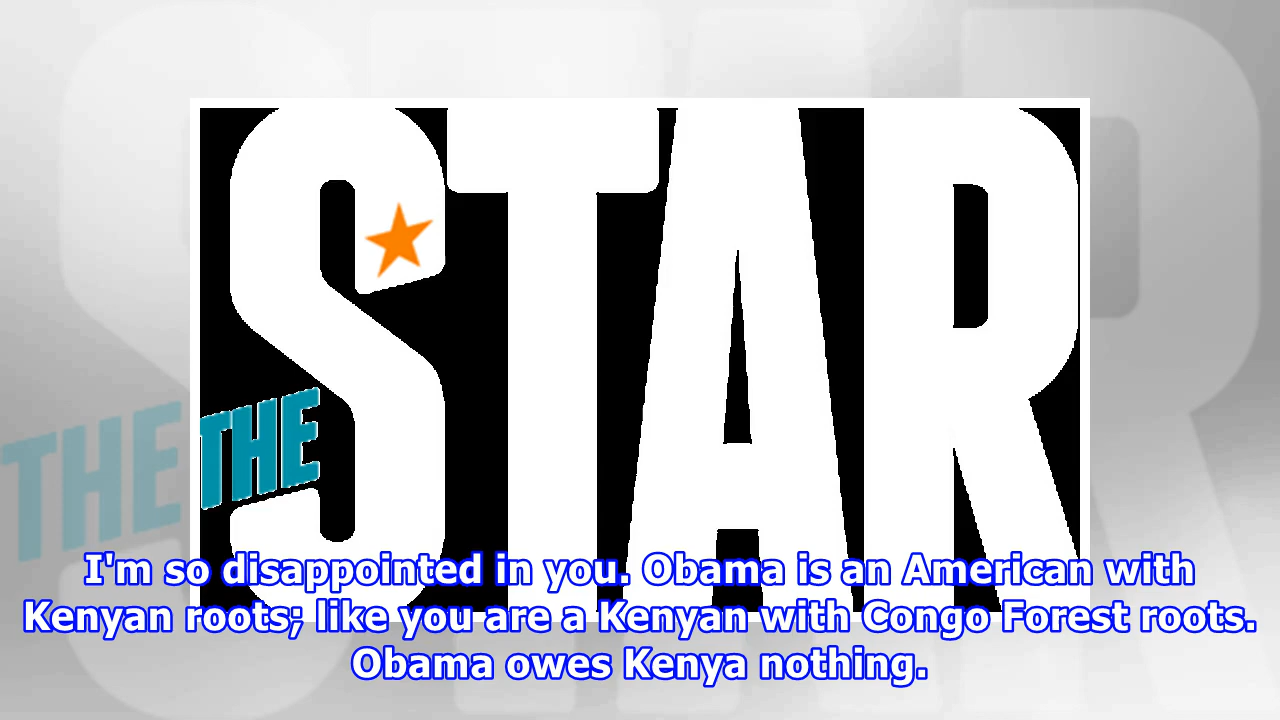 STAR
THE THE
I'm so disappointed in you. Obama is an American with
Kenyan roots; like you are a Kenyan with Congo Forest roots.
Obama owes Kenya nothing.